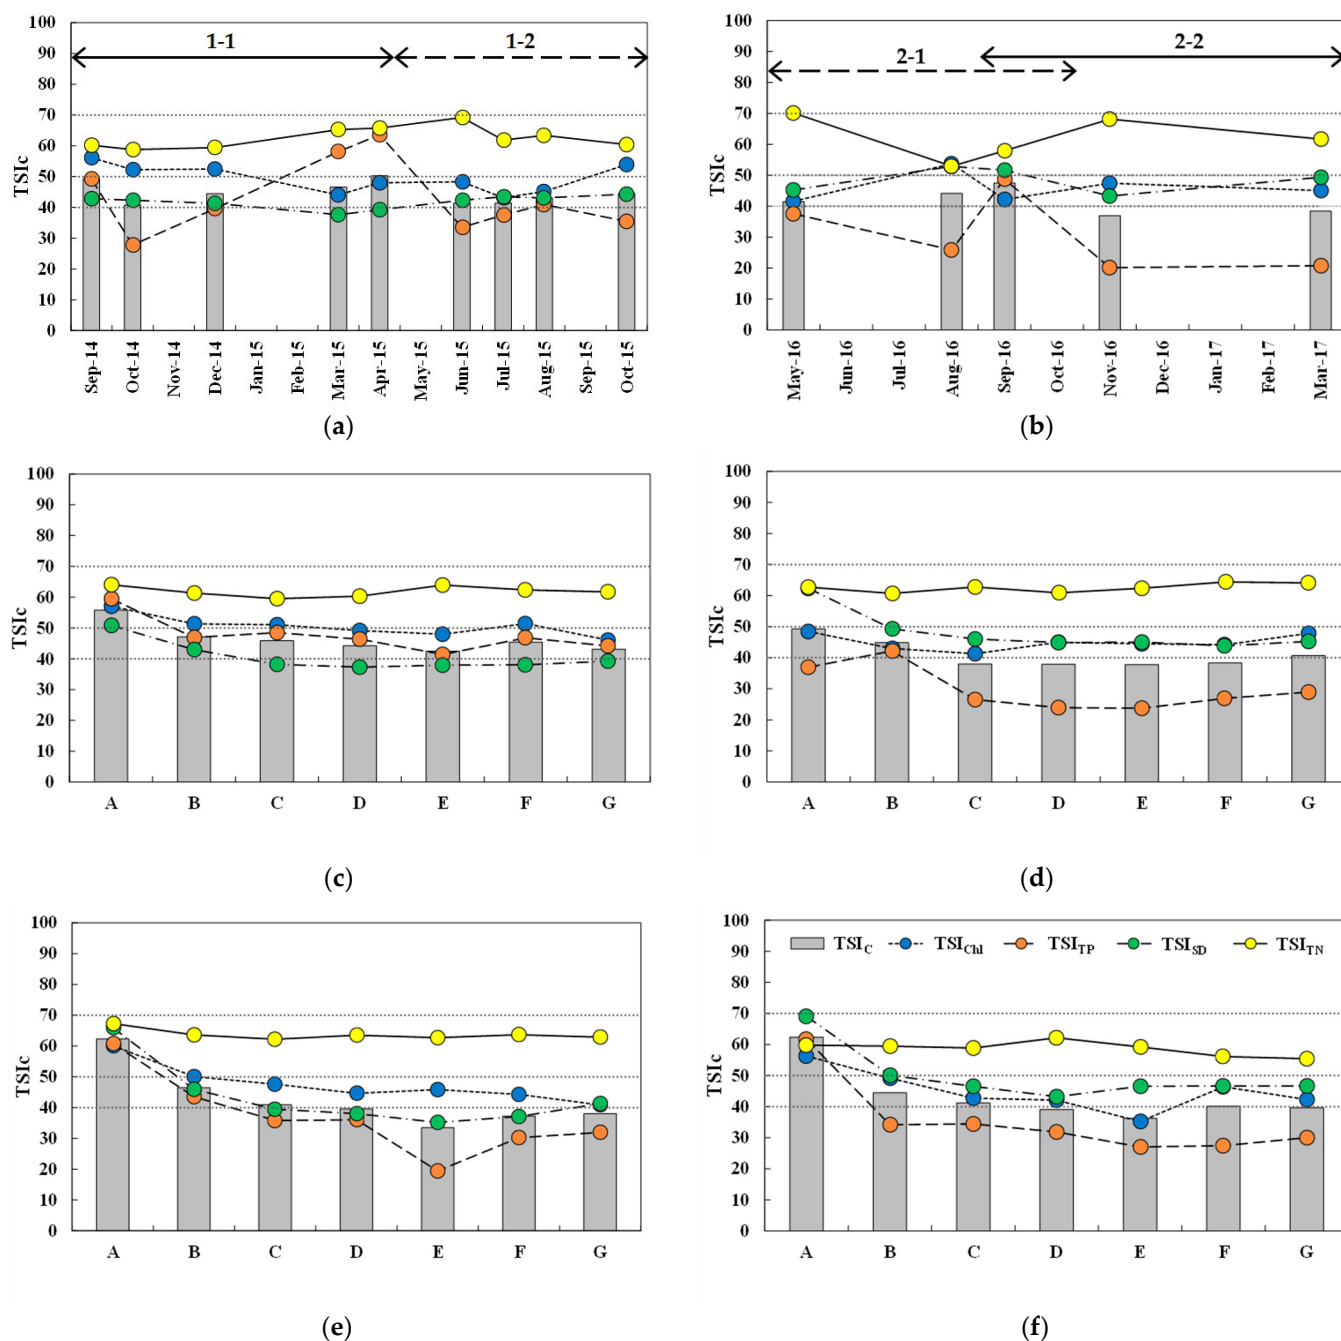 100
90
80
70
60
50
40
30
20
10
0
TSIc
1-1
1-2
Sep-14
Oct-14
Nov-14
Dec-14
Jan-15
Feb-15
Mar-15
Apr-15
May-15
Jun-15
Jul-15
Aug-15
Sep-15
Oct-15
(a)
100
90
80
70
60
50
40
30
20
10
0
TSIc
2-1
2-2
May-16
Jun-16
Jul-16
Aug-16
Sep-16
Oct-16
Nov-16
Dec-16
Jan-17
Feb-17
Mar-17
(b)
100
90
80
70
60
50
40
30
20
10
0
TSIc
A B C D E F G
(c)
100
90
80
70
60
50
40
30
20
10
0
TSIc
A B C D E F G
(d)
100
90
80
70
60
50
40
30
20
10
0
TSIc
A B C D E F G
(e)
100
90
80
70
60
50
40
30
20
10
0
TSIc
TSI_C TSI_Chl TSI_TP TSI_SD TSI_TN
A B C D E F G
(f)